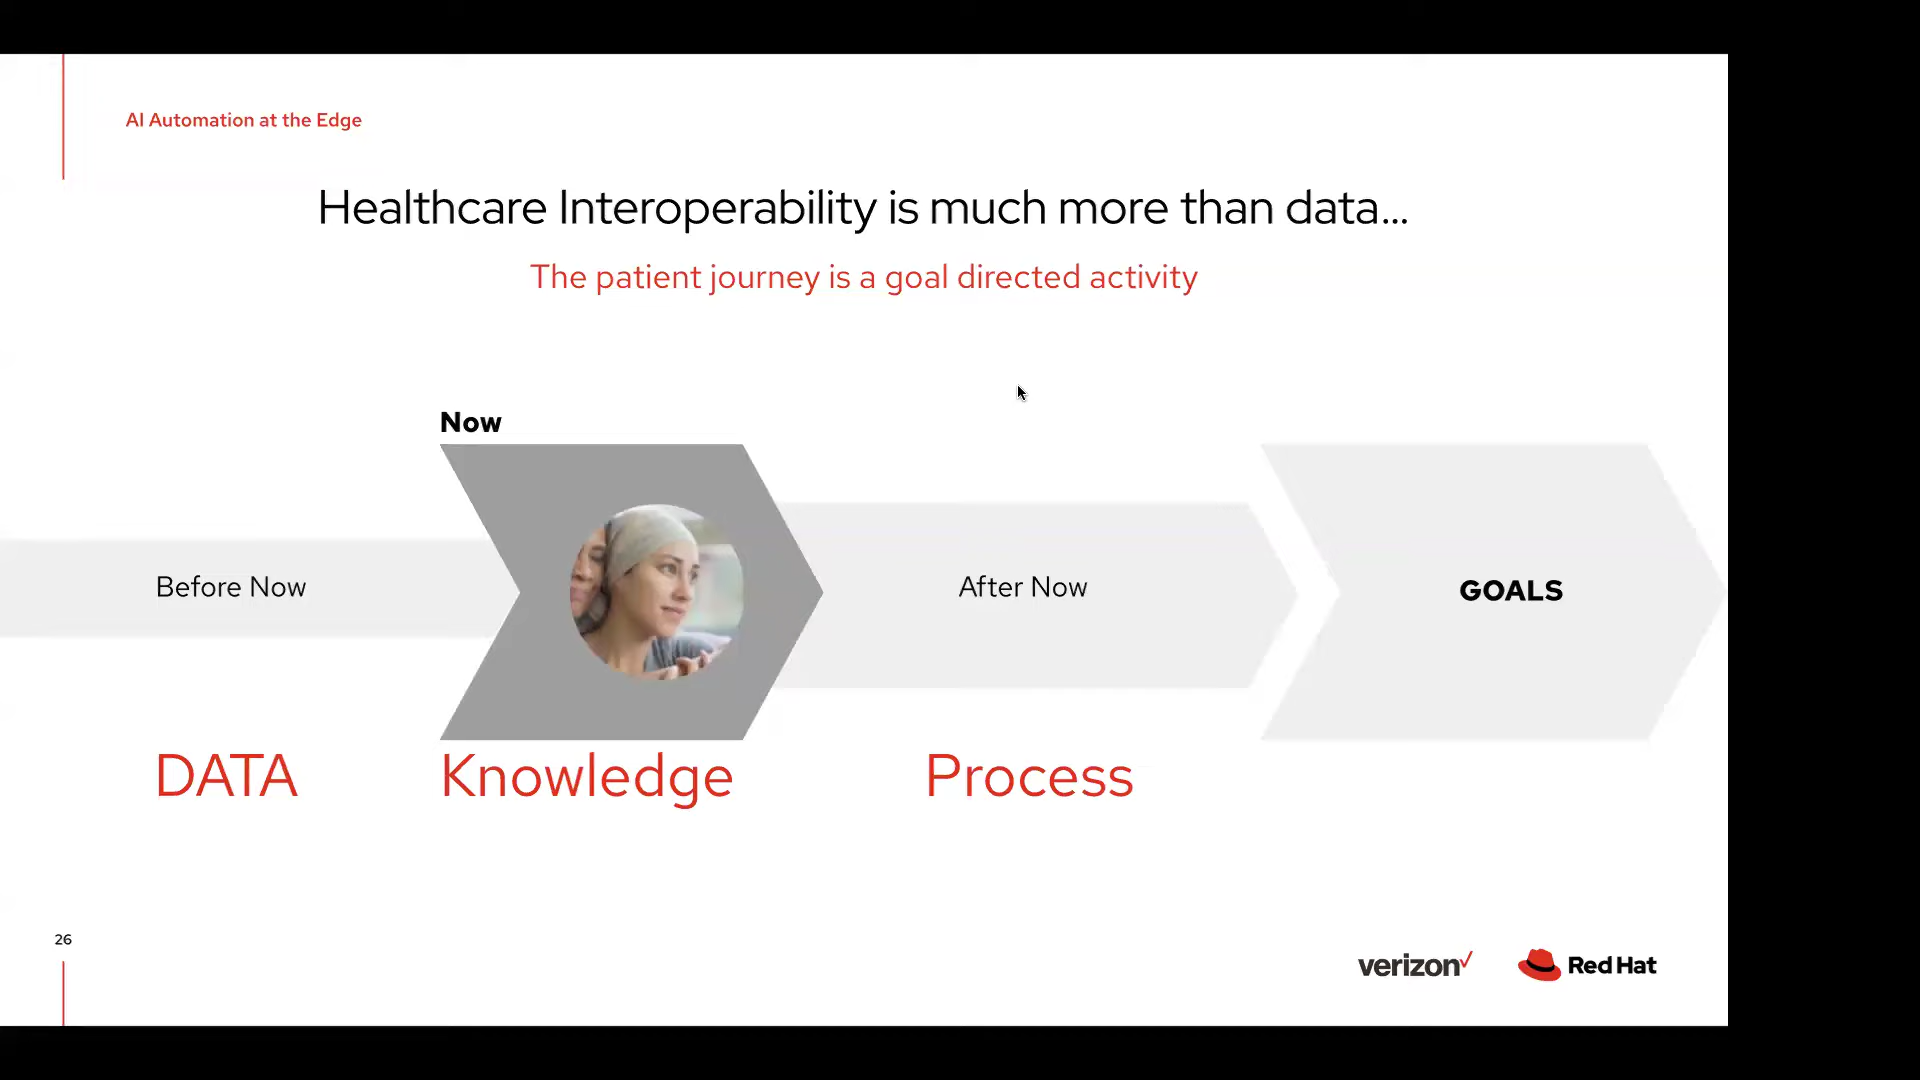 AI Automation at the Edge
Healthcare Interoperability is much more than data...
The patient journey is a goal directed activity
Now
Before Now
After Now
GOALS
DATA
Knowledge
Process
26
verizon✓
Red Hat